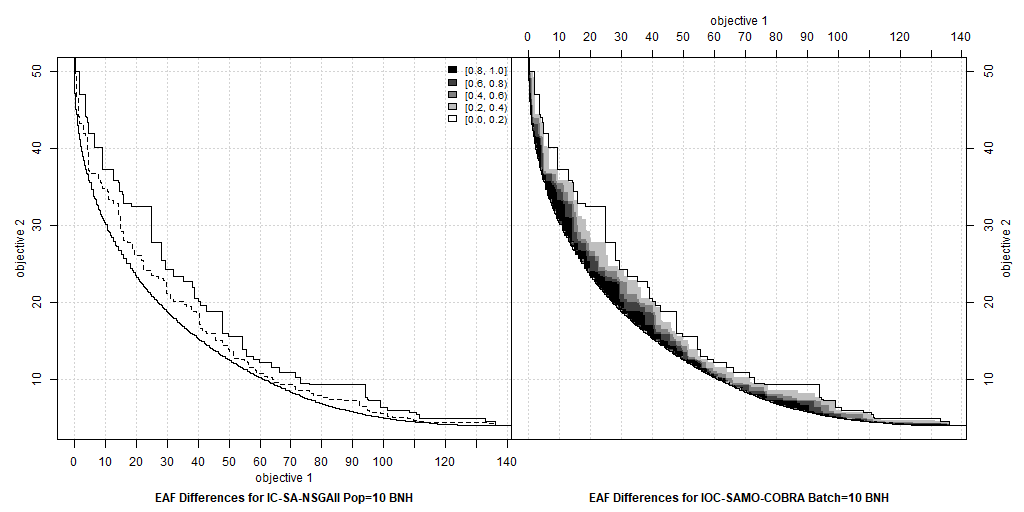 objective 1
0 10 20 30 40 50 60 70 80 100 120 140
50
40
30
20
10
objective 2
[0.8, 1.0]
[0.6, 0.8)
[0.4, 0.6)
[0.2, 0.4)
[0.0, 0.2)
50
40
30
20
10
objective 2
0 10 20 30 40 50 60 70 80 90 100 120 140
objective 1
EAF Differences for IC-SA-NSGAII Pop=10 BNH
EAF Differences for IOC-SAMO-COBRA Batch=10 BNH